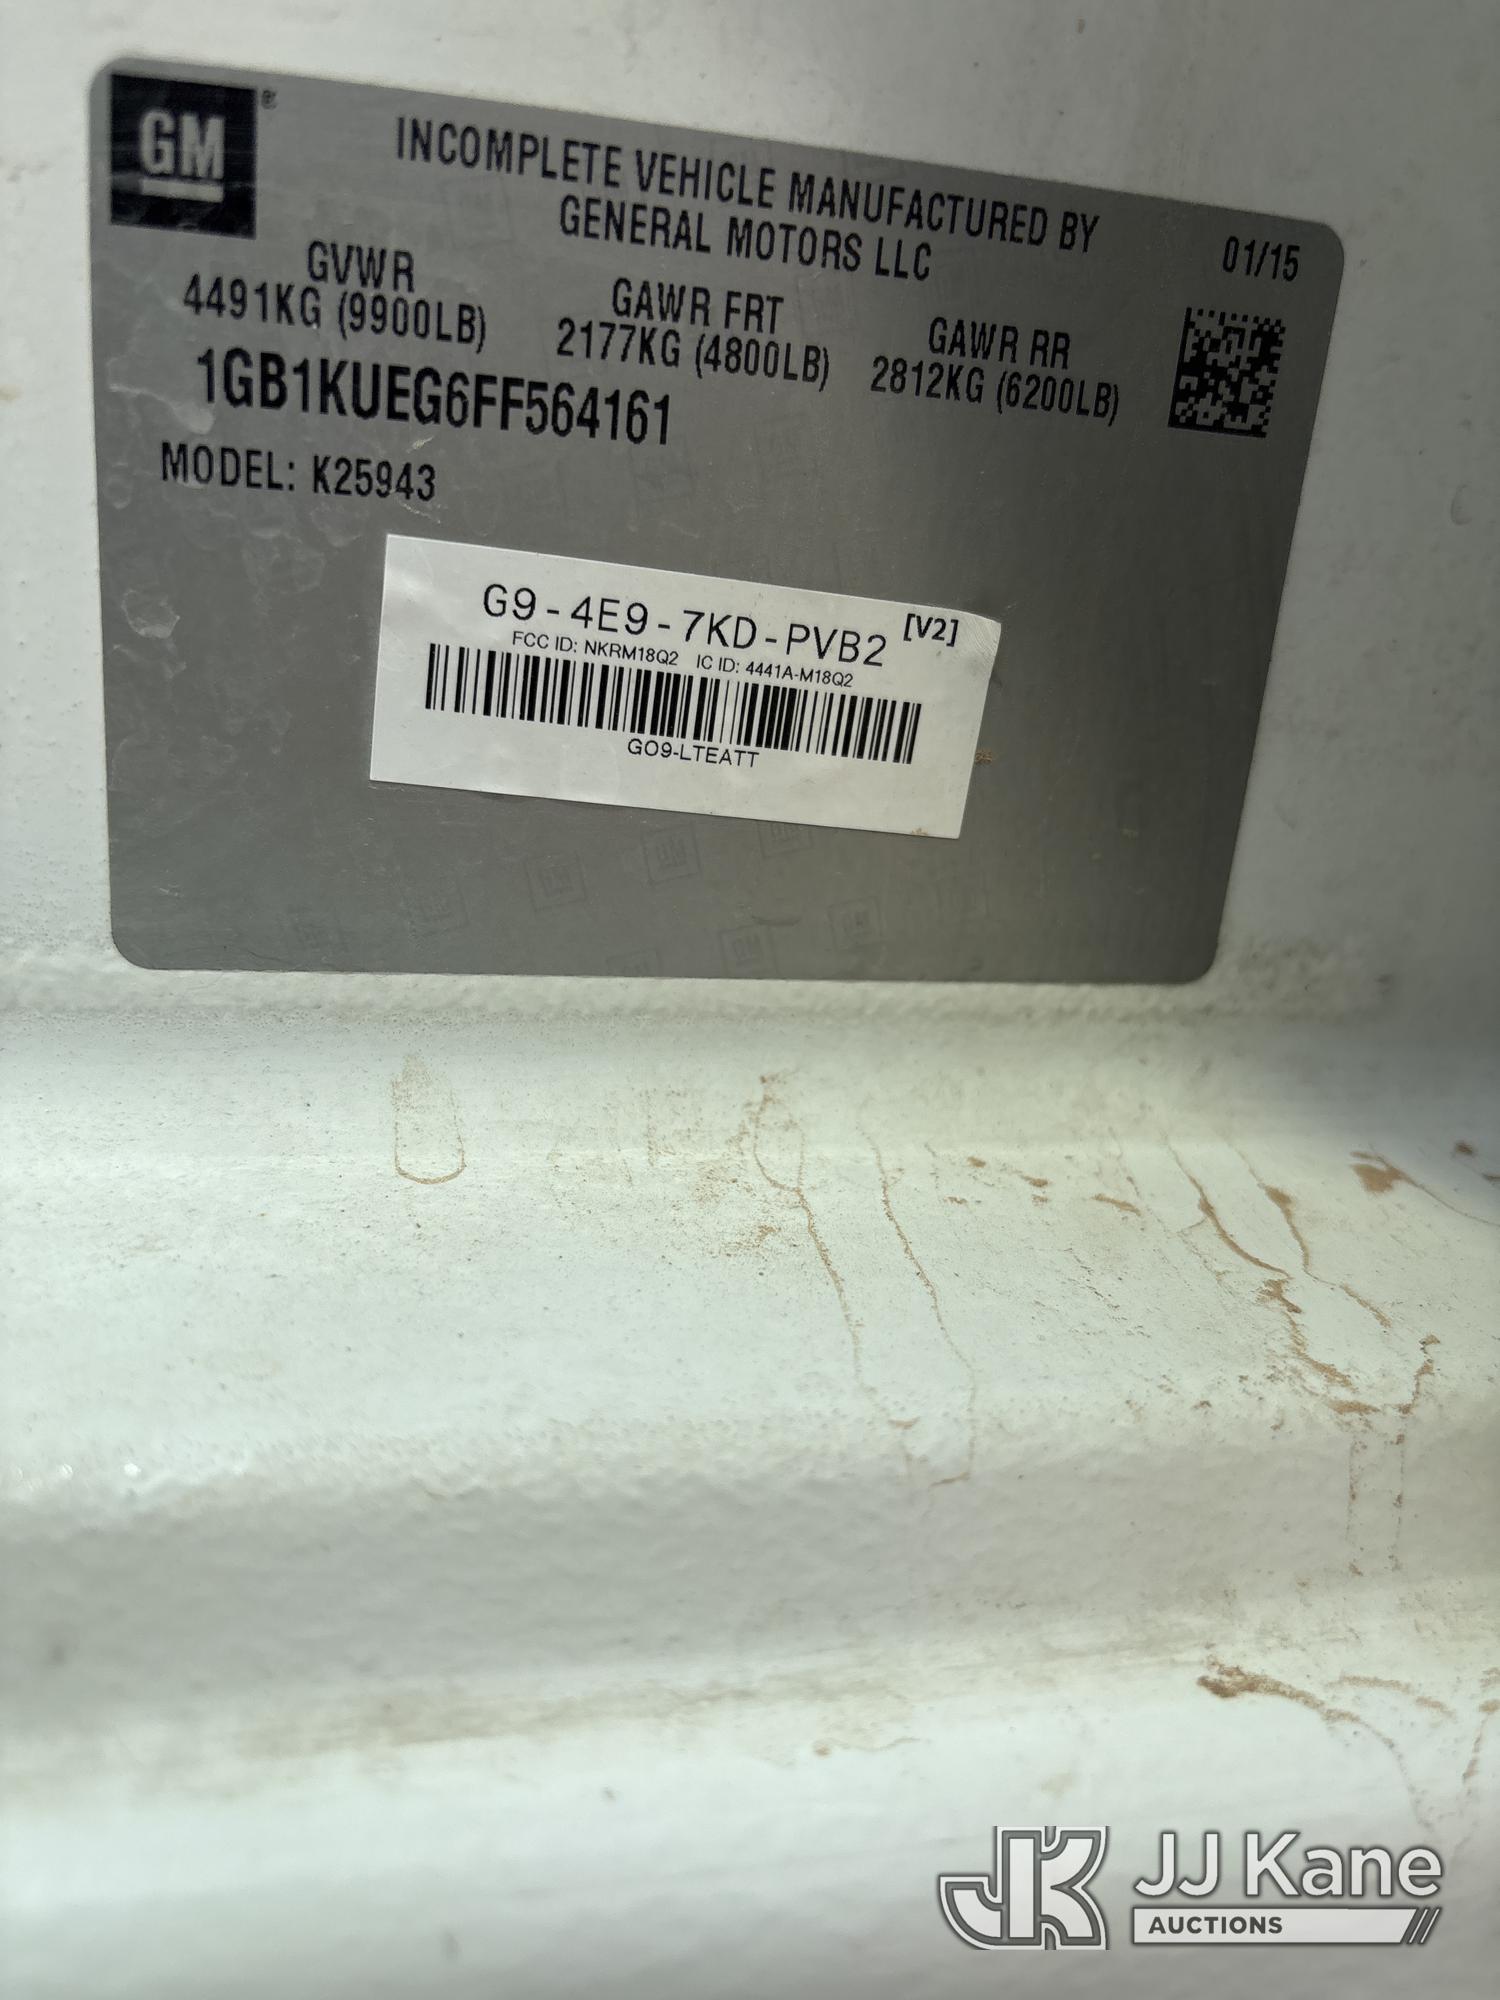 GM
®
INCOMPLETE VEHICLE MANUFACTURED BY
GENERAL MOTORS LLC
01/15
GVWR
4491KG (9900LB)
GAWR FRT
2177KG (4800LB)
GAWR RR
2812KG (6200LB)
1GB1KUEG6FF564161
MODEL: K25943
G9-4E9-7KD-PVB2 [V2]
FCC ID: NKRM18Q2 IC ID: 4441A-M18Q2
GO9-LTEATT
JK JJ Kane
AUCTIONS